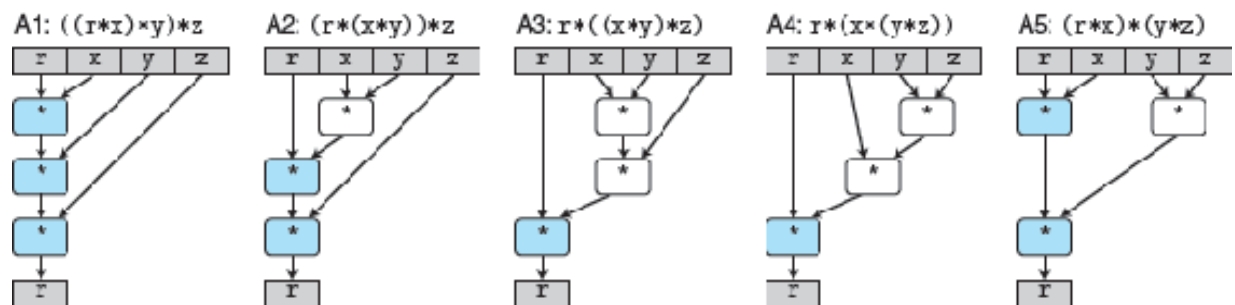 A1: ((r*x)*y)*z A2: (r*(x*y))*z A3: r*((x*y)*z) A4: r*(x*(y*z)) A5: (r*x)*(y*z)
r x y z r x y z r x y z r x y z r x y z
* * * * * *
* * * *
* * * * *
r r r r r